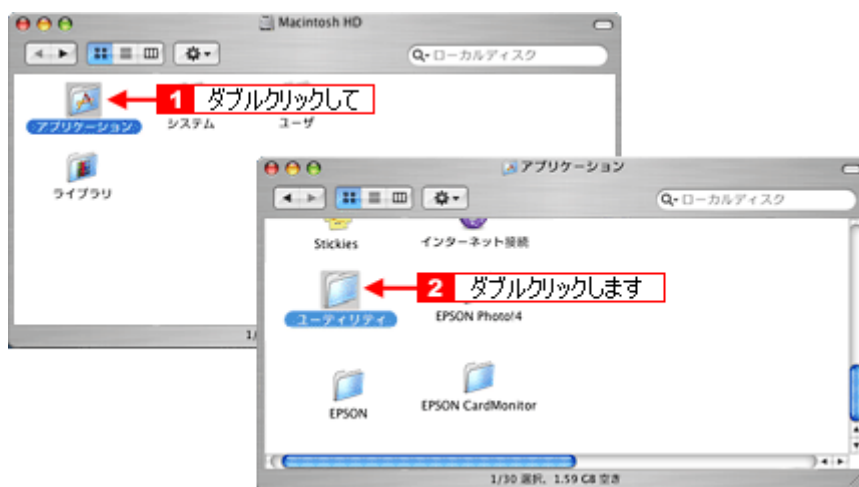 Macintosh HD
ローカルディスク
1 ダブルクリックして
アプリケーション
システム
ユーザ
ライブラリ
アプリケーション
ローカルディスク
Stickies
インターネット接続
2 ダブルクリックします
ユーティリティ
EPSON Photo!4
EPSON
EPSON CardMonitor
1/30 選択、1.59 GB 空き